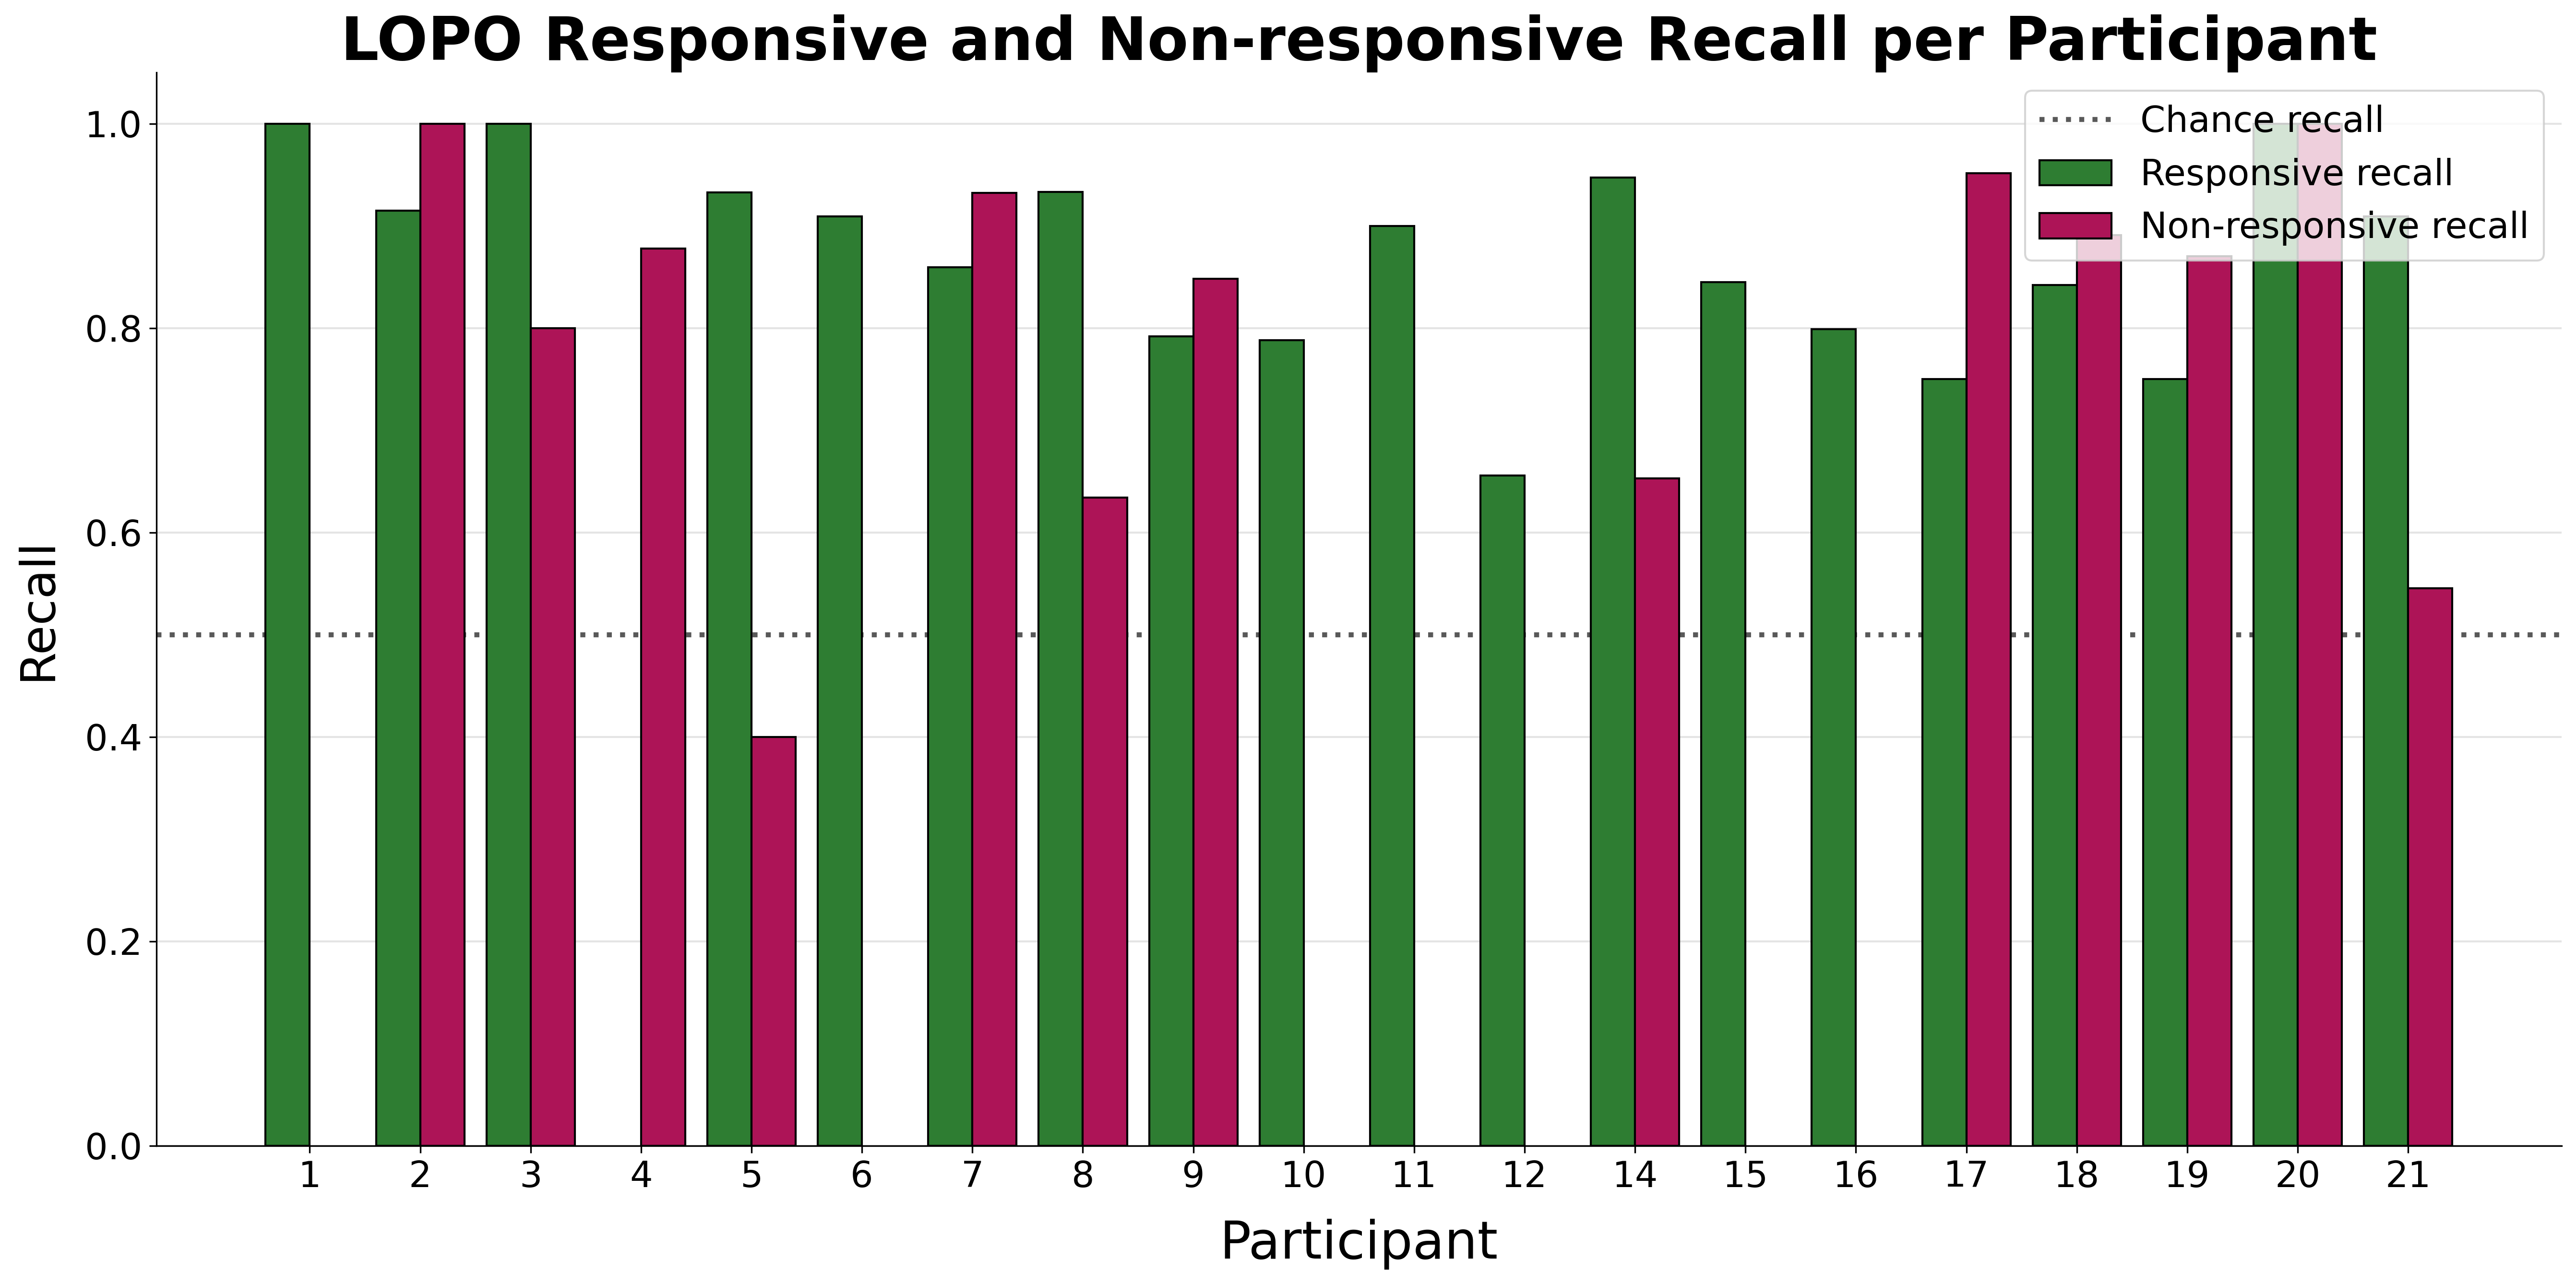 LOPO Responsive and Non-responsive Recall per Participant
Chance recall
Responsive recall
Non-responsive recall
Recall
1.0
0.8
0.6
0.4
0.2
0.0
1 2 3 4 5 6 7 8 9 10 11 12 14 15 16 17 18 19 20 21
Participant